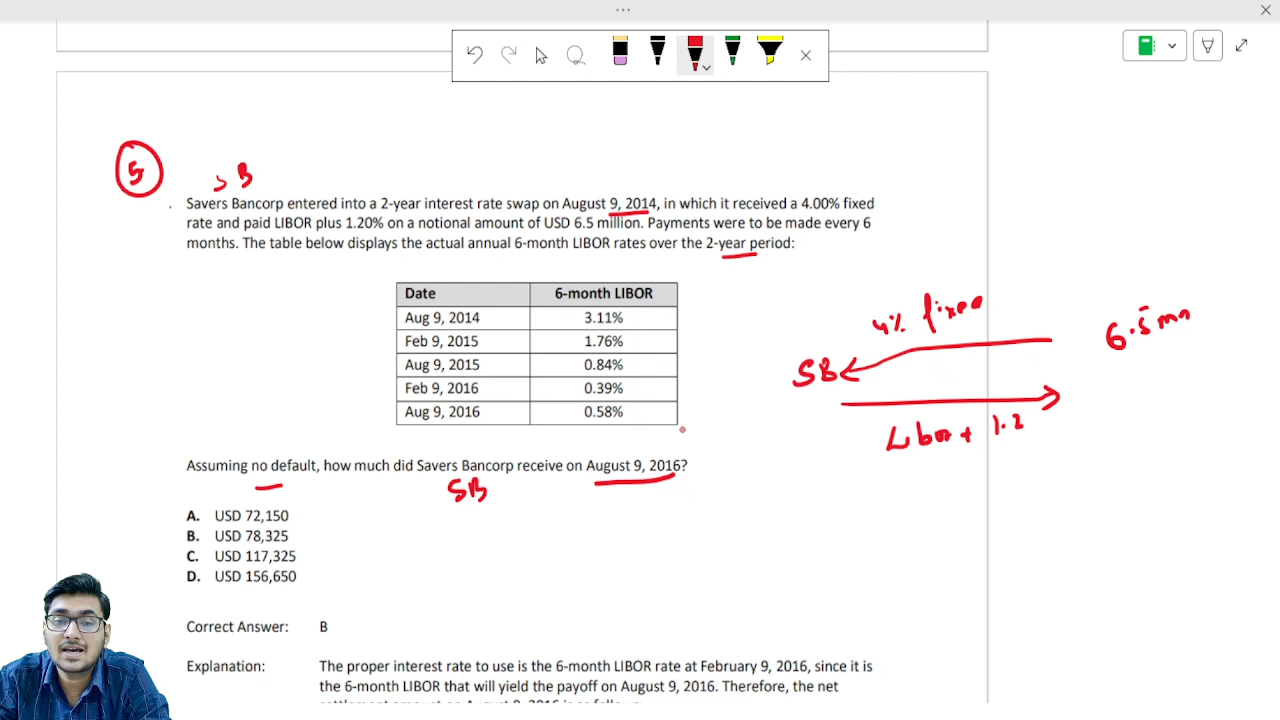 5
S B
Savers Bancorp entered into a 2-year interest rate swap on August 9, 2014, in which it received a 4.00% fixed
rate and paid LIBOR plus 1.20% on a notional amount of USD 6.5 million. Payments were to be made every 6
months. The table below displays the actual annual 6-month LIBOR rates over the 2-year period:
Date 6-month LIBOR
Aug 9, 2014 3.11%
Feb 9, 2015 1.76%
Aug 9, 2015 0.84%
Feb 9, 2016 0.39%
Aug 9, 2016 0.58%
4% fixed
6.5 mn
SB
Libor + 1.2
Assuming no default, how much did Savers Bancorp receive on August 9, 2016?
SB
A. USD 72,150
B. USD 78,325
C. USD 117,325
D. USD 156,650
Correct Answer: B
Explanation: The proper interest rate to use is the 6-month LIBOR rate at February 9, 2016, since it is
the 6-month LIBOR that will yield the payoff on August 9, 2016. Therefore, the net